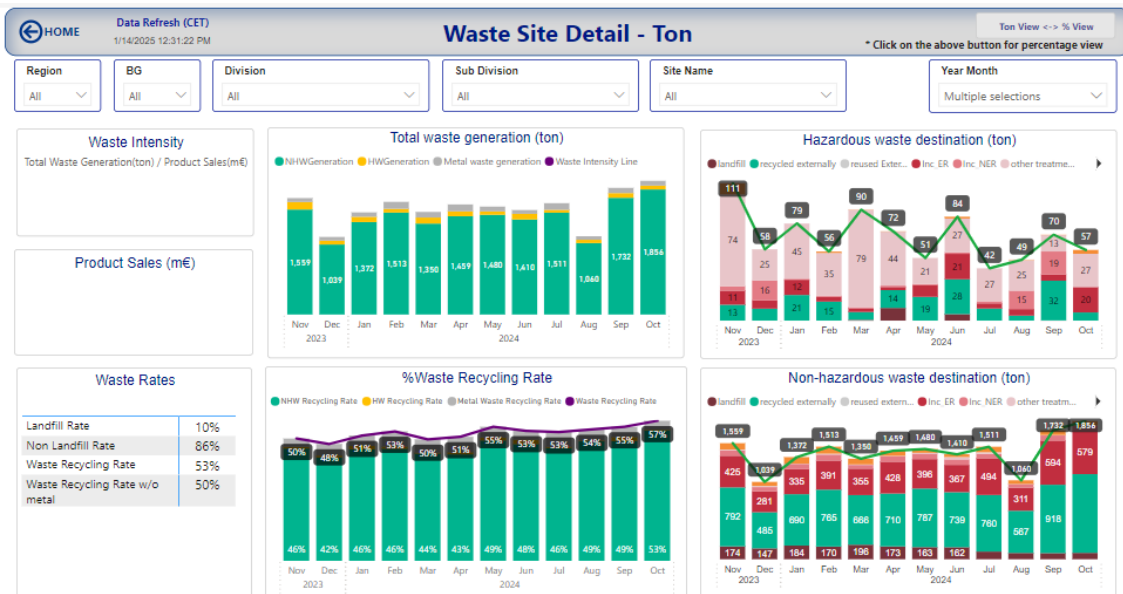 HOME
Data Refresh (CET)
1/14/2025 12:31:22 PM
Waste Site Detail - Ton
Ton View <-> % View
* Click on the above button for percentage view
Region
All
BG
All
Division
All
Sub Division
All
Site Name
All
Year Month
Multiple selections
Waste Intensity
Total Waste Generation(ton) / Product Sales(m€)
Product Sales (m€)
Waste Rates
Landfill Rate 10%
Non Landfill Rate 86%
Waste Recycling Rate 53%
Waste Recycling Rate w/o metal 50%
Total waste generation (ton)
NHWGeneration HWGeneration Metal waste generation Waste Intensity Line
1,559 1,039 1,372 1,513 1,350 1,459 1,480 1,410 1,511 1,060 1,732 1,856
Nov Dec Jan Feb Mar Apr May Jun Jul Aug Sep Oct
2023 2024
Hazardous waste destination (ton)
landfill recycled externally reused Exter... Inc_ER Inc_NER other treatme...
111 58 79 56 90 72 51 84 42 49 70 57
74 25 45 35 79 44 21 27 27 25 13 27
11 16 12 21 15 19 20
13 21 15 14 19 28 32
Nov Dec Jan Feb Mar Apr May Jun Jul Aug Sep Oct
2023 2024
%Waste Recycling Rate
NHW Recycling Rate HW Recycling Rate Metal Waste Recycling Rate Waste Recycling Rate
50% 48% 51% 53% 50% 51% 55% 53% 53% 54% 55% 57%
46% 42% 46% 46% 44% 43% 49% 48% 46% 49% 49% 53%
Nov Dec Jan Feb Mar Apr May Jun Jul Aug Sep Oct
2023 2024
Non-hazardous waste destination (ton)
landfill recycled externally reused extern... Inc_ER Inc_NER other treatm...
1,559 1,039 1,372 1,513 1,350 1,459 1,480 1,410 1,511 1,060 1,732 1,856
425 281 335 391 355 428 396 367 494 311 594 579
792 485 690 765 666 710 787 739 760 567 918
174 147 184 170 196 173 163 162
Nov Dec Jan Feb Mar Apr May Jun Jul Aug Sep Oct
2023 2024